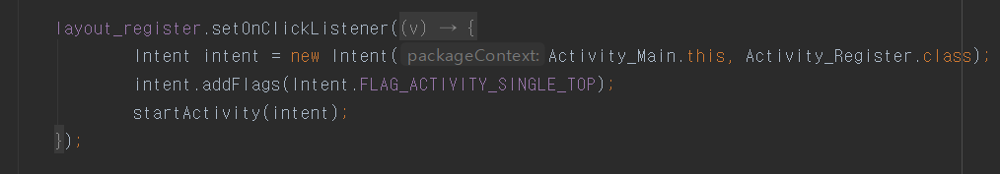 layout_register.setOnClickListener((v) → {
Intent intent = new Intent( packageContext: Activity_Main.this, Activity_Register.class);
intent.addFlags(Intent.FLAG_ACTIVITY_SINGLE_TOP);
startActivity(intent);
});